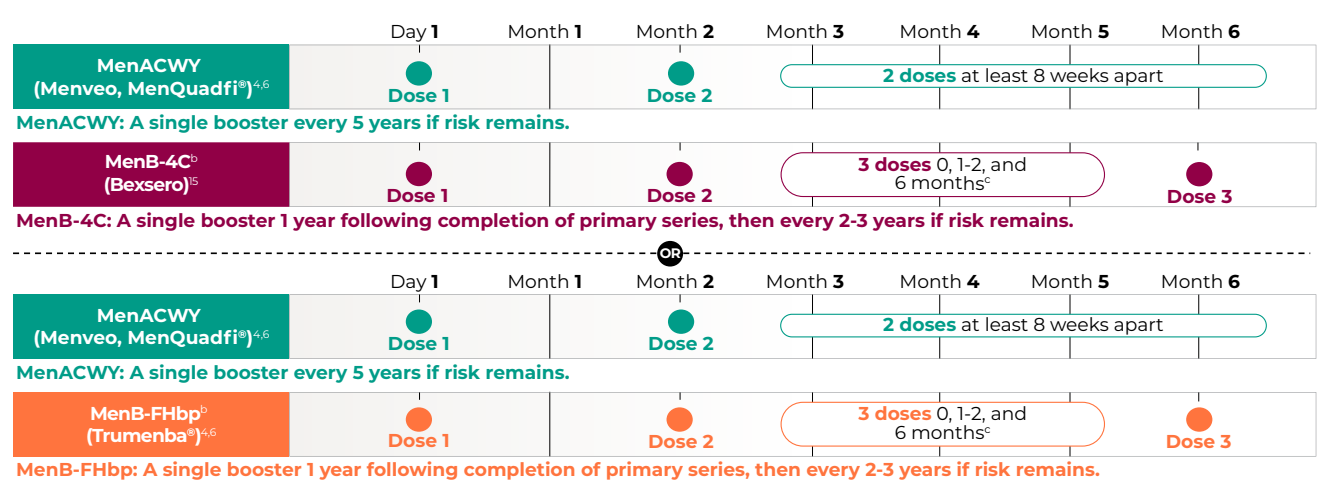 Day 1 Month 1 Month 2 Month 3 Month 4 Month 5 Month 6
MenACWY
(Menveo, MenQuadfi®)4,6
Dose 1 Dose 2 2 doses at least 8 weeks apart
MenACWY: A single booster every 5 years if risk remains.
MenB-4Cᵇ
(Bexsero)15
Dose 1 Dose 2
3 doses 0, 1-2, and
6 monthsᶜ
Dose 3
MenB-4C: A single booster 1 year following completion of primary series, then every 2-3 years if risk remains.
OR
Day 1 Month 1 Month 2 Month 3 Month 4 Month 5 Month 6
MenACWY
(Menveo, MenQuadfi®)4,6
Dose 1 Dose 2 2 doses at least 8 weeks apart
MenACWY: A single booster every 5 years if risk remains.
MenB-FHbpᵇ
(Trumenba®)4,6
Dose 1 Dose 2
3 doses 0, 1-2, and
6 monthsᶜ
Dose 3
MenB-FHbp: A single booster 1 year following completion of primary series, then every 2-3 years if risk remains.